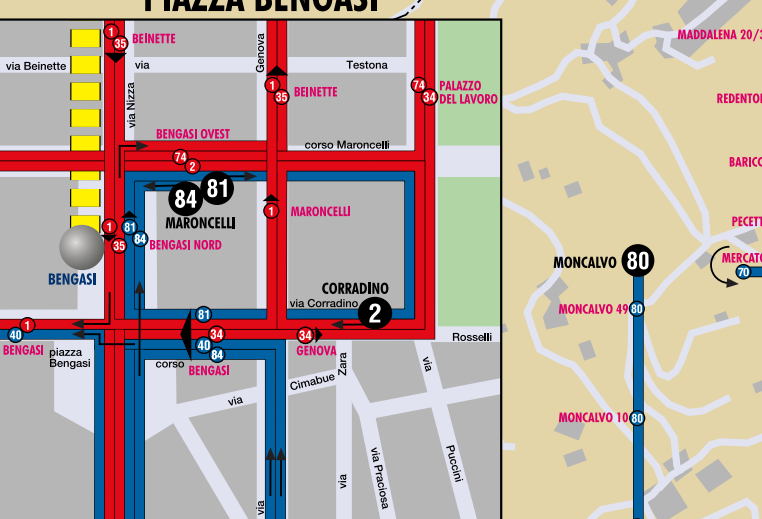 PIAZZA BENGASI
1
35
BEINETTE
via Beinette
via
Testona
via Nizza
Genova
1
35
BEINETTE
74
34
PALAZZO
DEL LAVORO
BENGASI OVEST
corso Maroncelli
74
2
84
81
MARONCELLI
1
MARONCELLI
1
35
81
84
BENGASI NORD
BENGASI
CORRADINO
via Corradino
2
81
1
40
BENGASI
piazza
Bengasi
34
40
84
corso
BENGASI
34
GENOVA
Rosselli
via
Cimabue
Zara
via
via
via
via Praciosa
Puccini
MADDALENA 20/3
REDENTO
BARICC
PECETT
MERCATO
70
MONCALVO
80
MONCALVO 49
80
MONCALVO 10
80